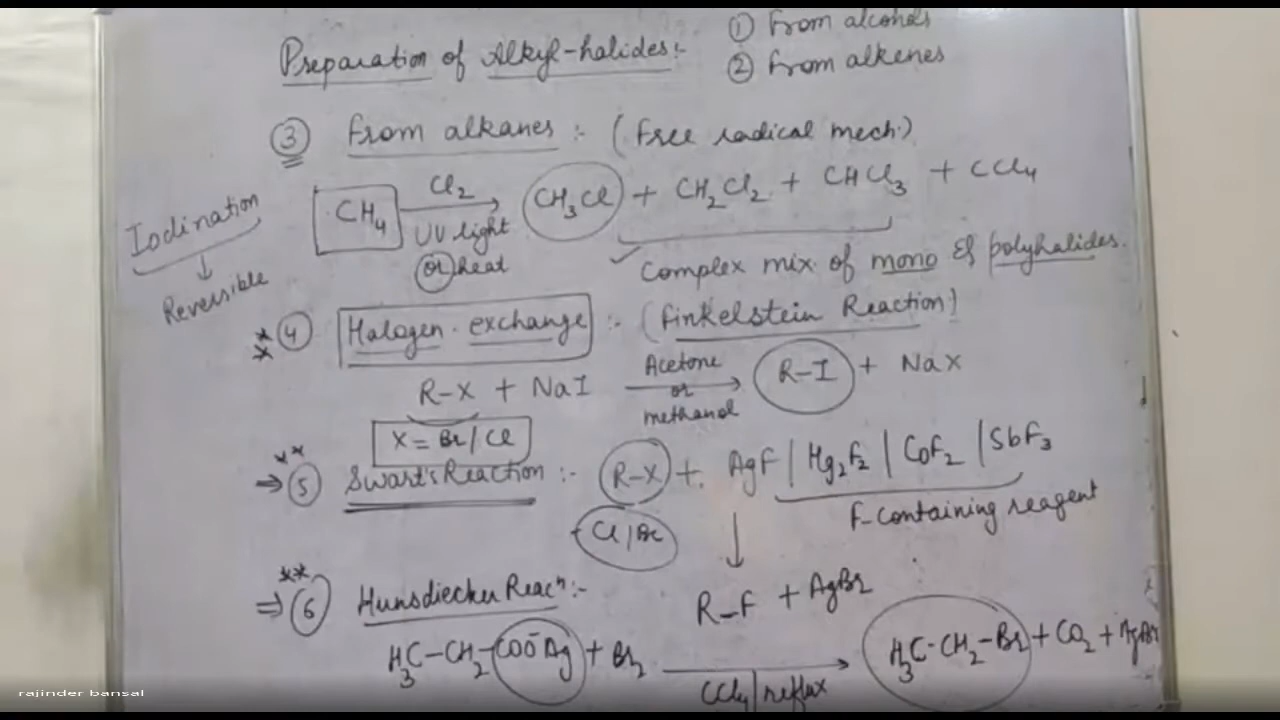 Preparation of Alkyl-halides:-
① From alcohols
② From alkenes
③ From alkanes :- (Free radical mech.)
CH₄ Cl₂ UV light or heat → CH₃Cl + CH₂Cl₂ + CHCl₃ + CCl₄
Iodination
↓
Reversible
Complex mix of mono & polyhalides.
** ④ Halogen exchange :- (Finkelstein Reaction)
R-X + NaI Acetone or methanol → R-I + NaX
X = Br/Cl
** ⇒ ⑤ Swart's Reaction :- R-X + AgF | Hg₂F₂ | CoF₂ | SbF₃
Cl/Br
F-containing reagent
↓
R-F + AgBr
** ⇒ ⑥ Hunsdiecker Reacⁿ:-
H₃C-CH₂-COO⁻Ag + Br₂ CCl₄/reflux → H₃C-CH₂-Br + CO₂ + AgBr
rajinder bansal